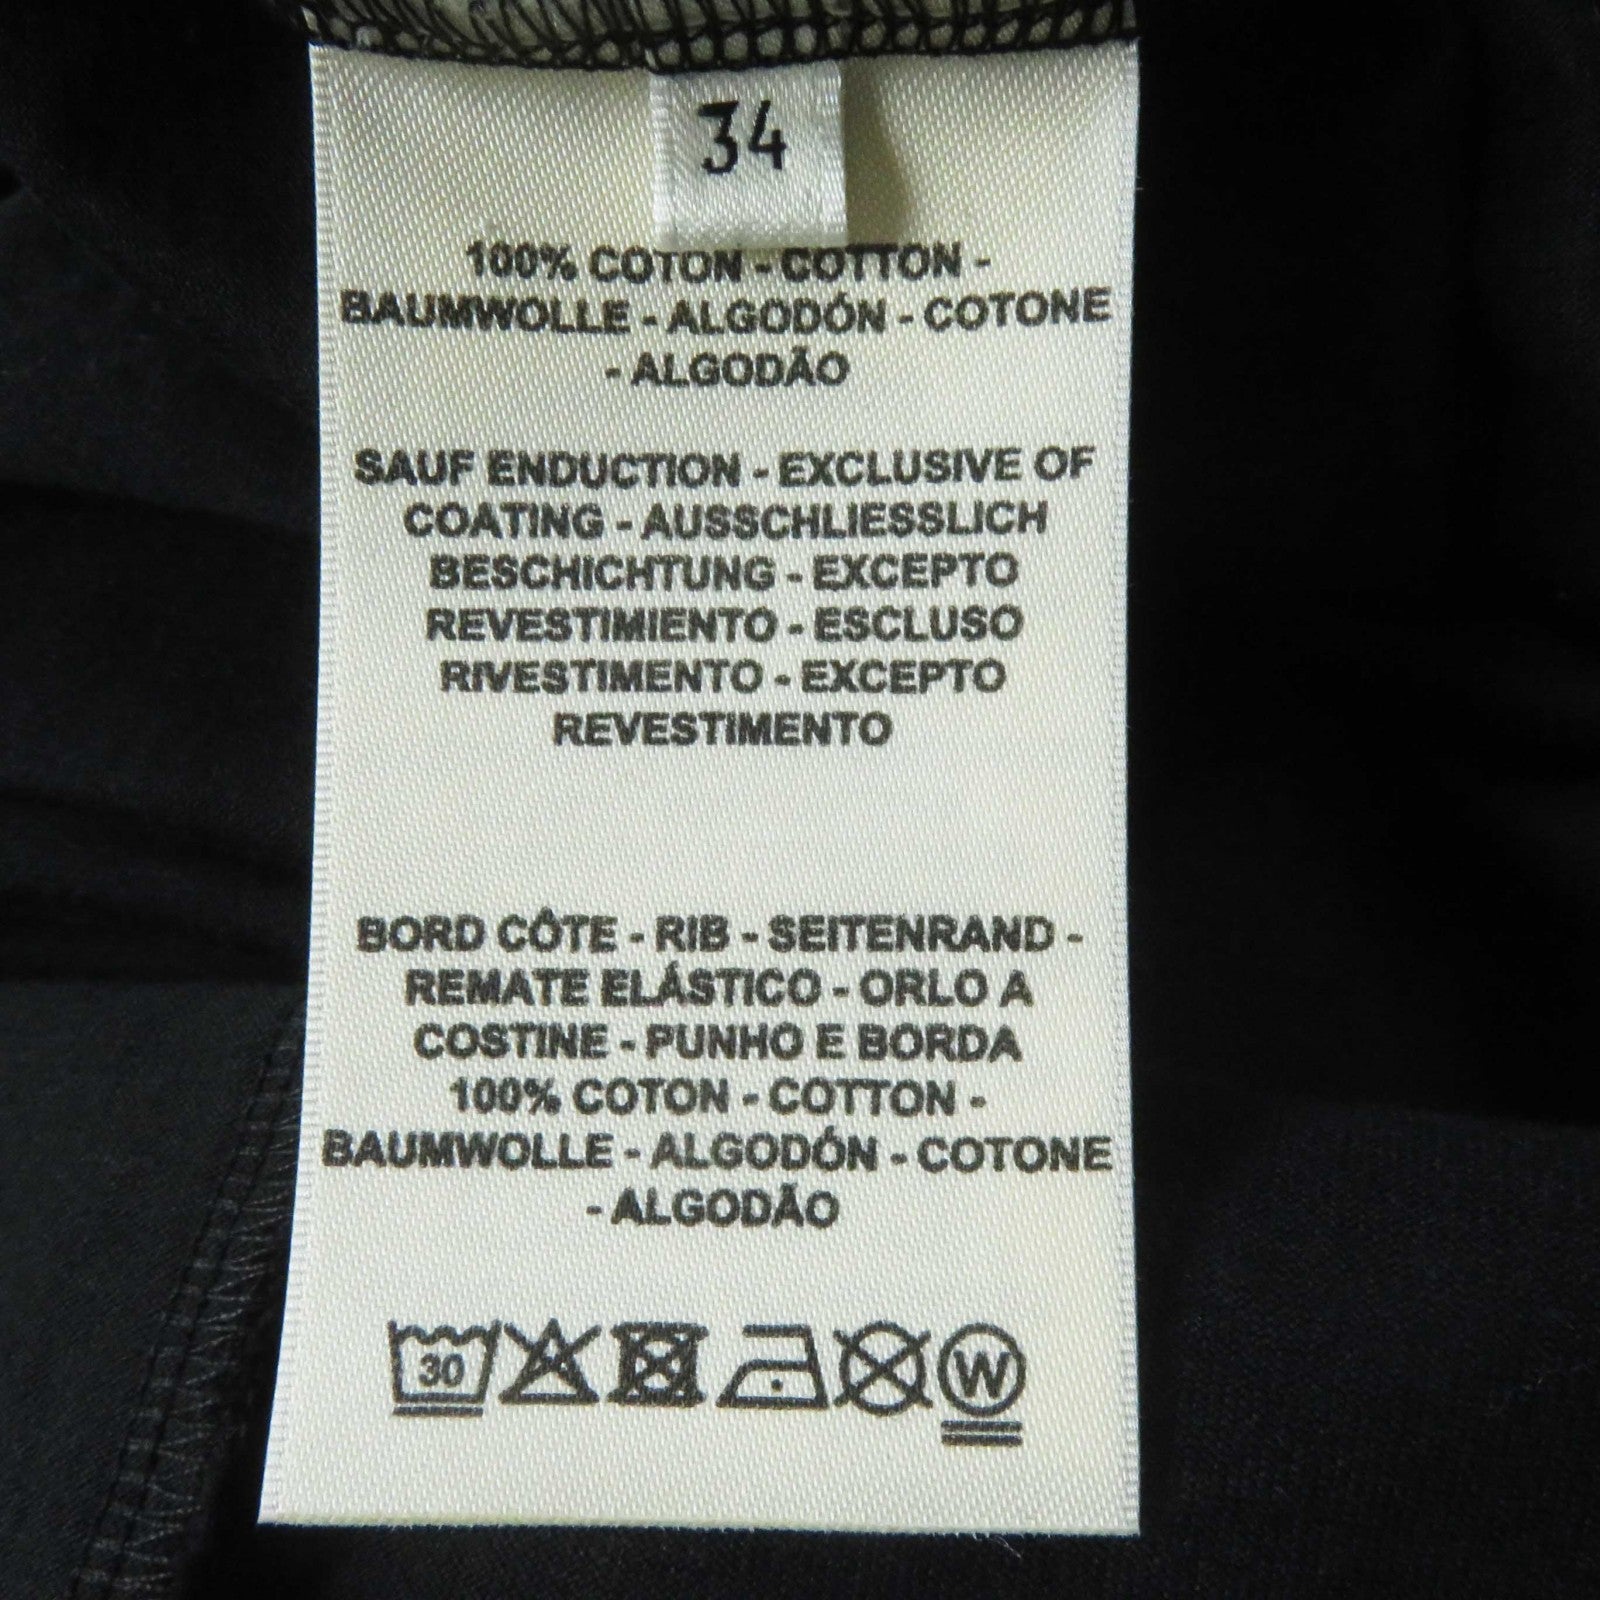 34
100% COTON - COTTON -
BAUMWOLLE - ALGODÓN - COTONE
- ALGODÃO
SAUF ENDUCTION - EXCLUSIVE OF
COATING - AUSSCHLIESSLICH
BESCHICHTUNG - EXCEPTO
REVESTIMIENTO - ESCLUSO
RIVESTIMENTO - EXCEPTO
REVESTIMENTO
BORD CÔTE - RIB - SEITENRAND -
REMATE ELÁSTICO - ORLO A
COSTINE - PUNHO E BORDA
100% COTON - COTTON -
BAUMWOLLE - ALGODÓN - COTONE
- ALGODÃO
30 W